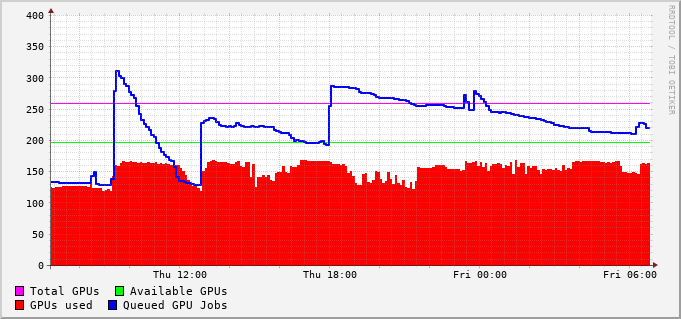 400
350
300
250
200
150
100
50
0
Thu 12:00 Thu 18:00 Fri 00:00 Fri 06:00
Total GPUs Available GPUs
GPUs used Queued GPU Jobs
RRDTOOL / TOBI OETIKER